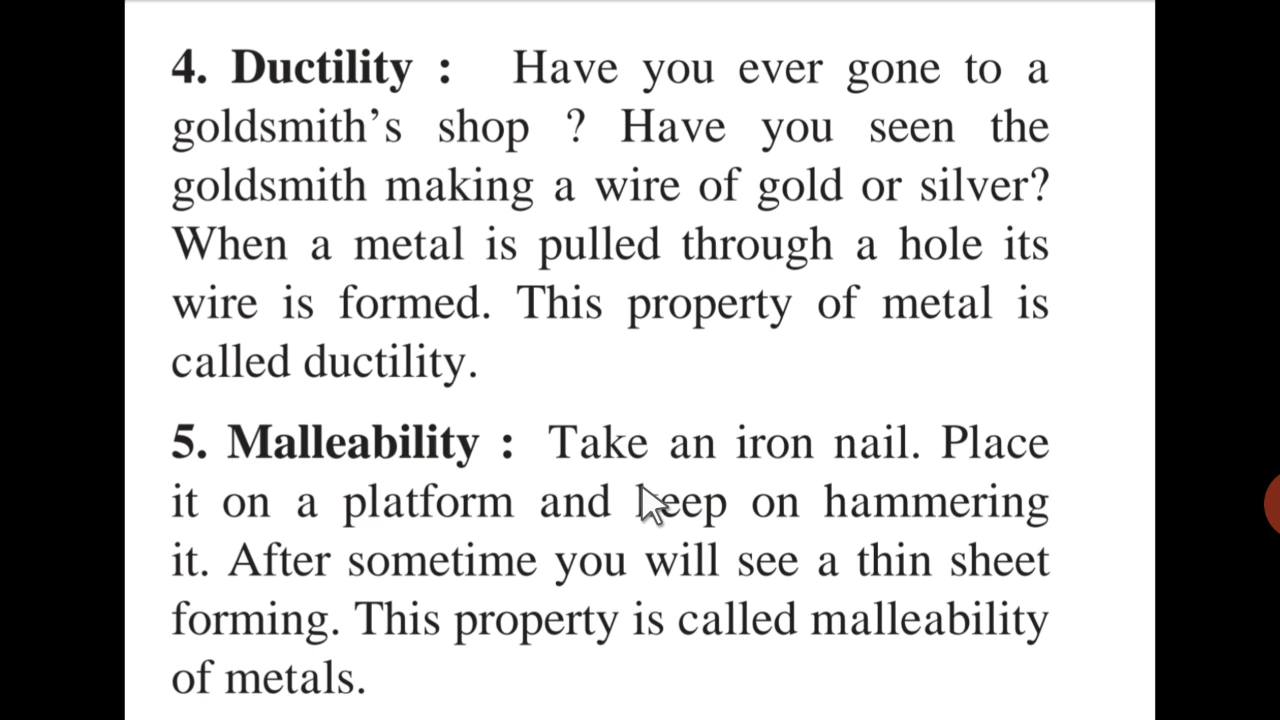 4. Ductility : Have you ever gone to a
goldsmith’s shop ? Have you seen the
goldsmith making a wire of gold or silver?
When a metal is pulled through a hole its
wire is formed. This property of metal is
called ductility.
5. Malleability : Take an iron nail. Place
it on a platform and keep on hammering
it. After sometime you will see a thin sheet
forming. This property is called malleability
of metals.